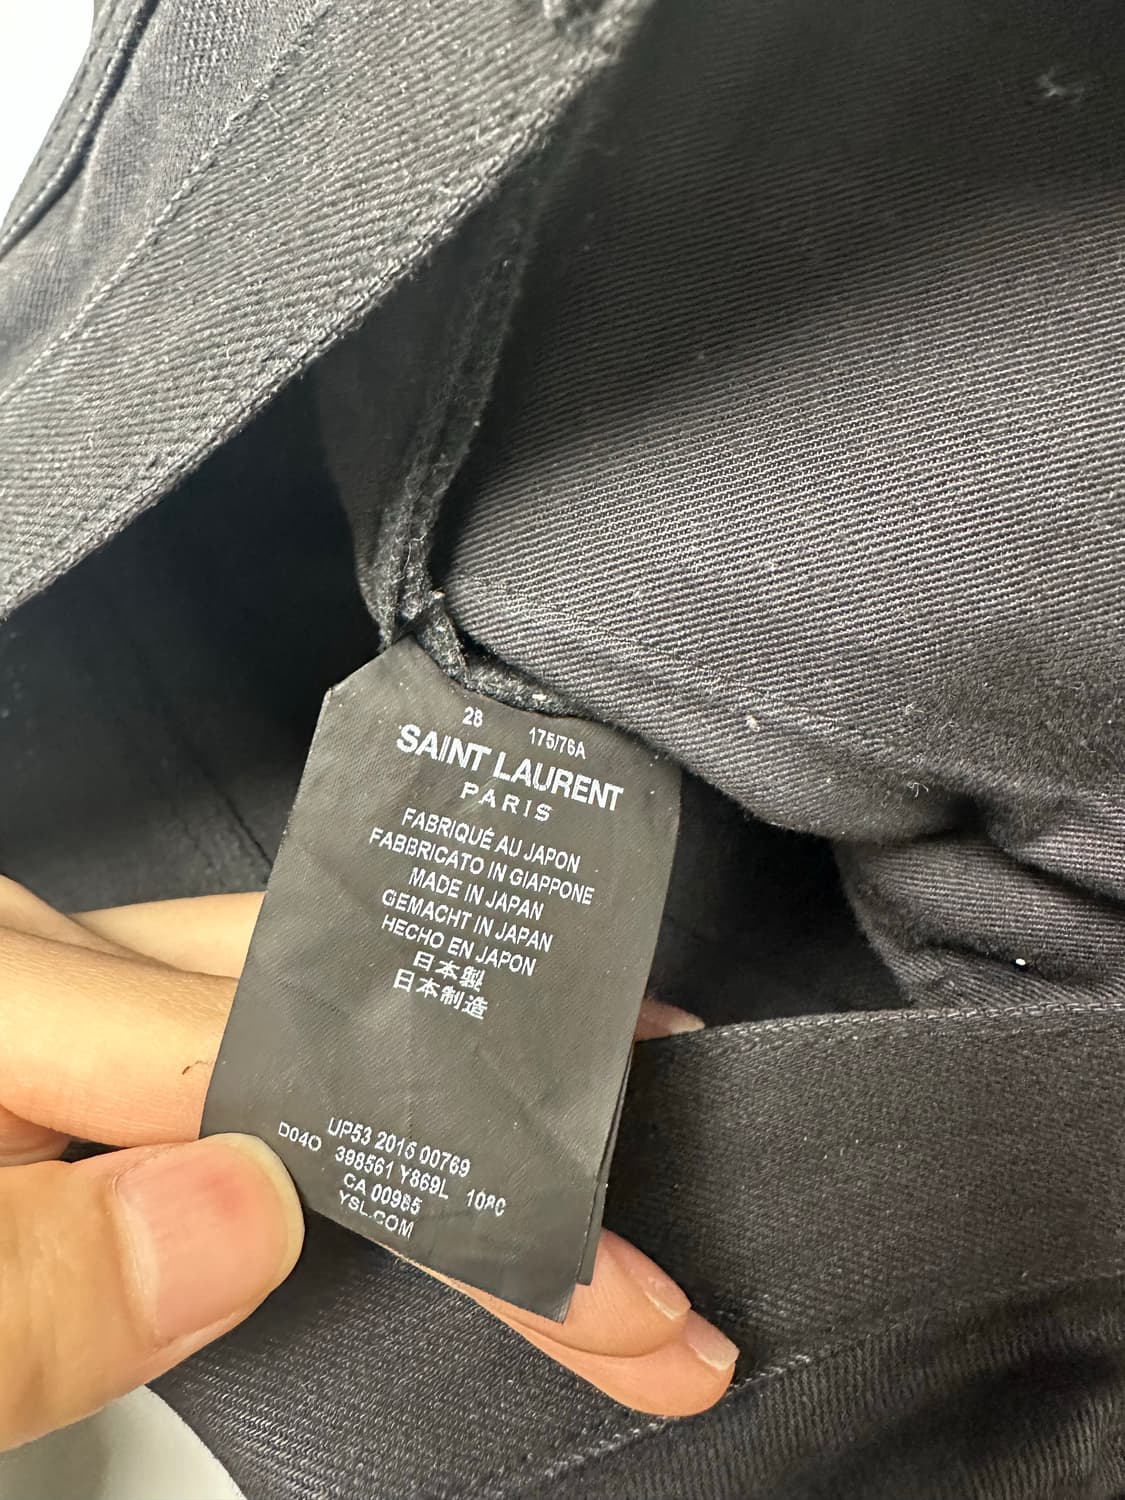 28 175/76A
SAINT LAURENT
PARIS
FABRIQUÉ AU JAPON
FABBRICATO IN GIAPPONE
MADE IN JAPAN
GEMACHT IN JAPAN
HECHO EN JAPON
日本製
日本制造
UP53 2015 00769
D04O 398561 Y869L 1080
CA 00985
YSL.COM